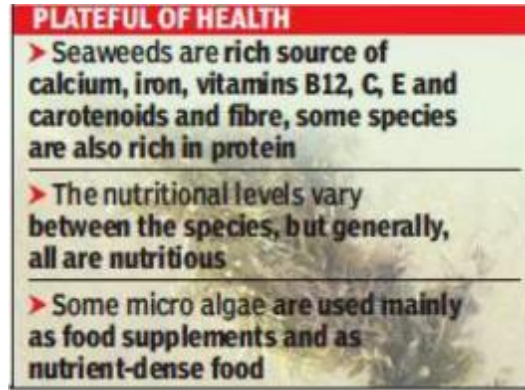 PLATEFUL OF HEALTH
➤ Seaweeds are rich source of
calcium, iron, vitamins B12, C, E and
carotenoids and fibre, some species
are also rich in protein
➤ The nutritional levels vary
between the species, but generally,
all are nutritious
➤ Some micro algae are used mainly
as food supplements and as
nutrient-dense food